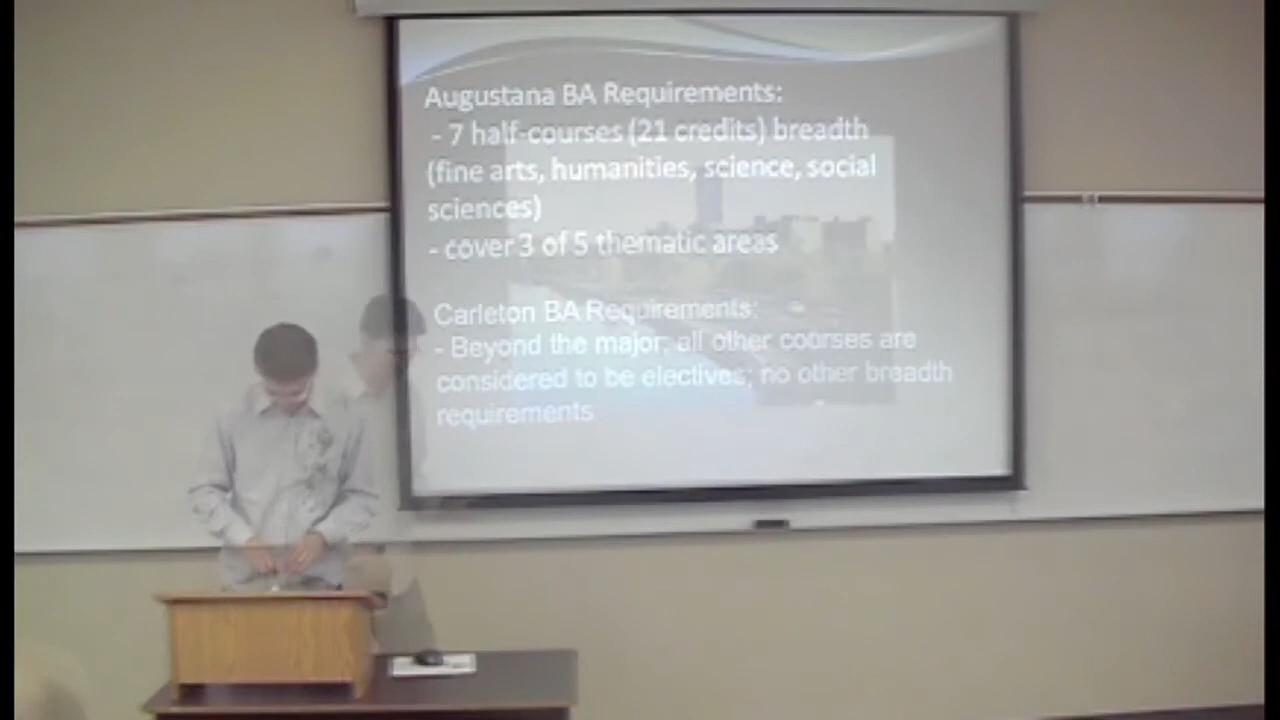 Augustana BA Requirements:
- 7 half-courses (21 credits) breadth
(fine arts, humanities, science, social
sciences)
- cover 3 of 5 thematic areas
Carleton BA Requirements:
- Beyond the major, all other courses are
considered to be electives; no other breadth
requirements